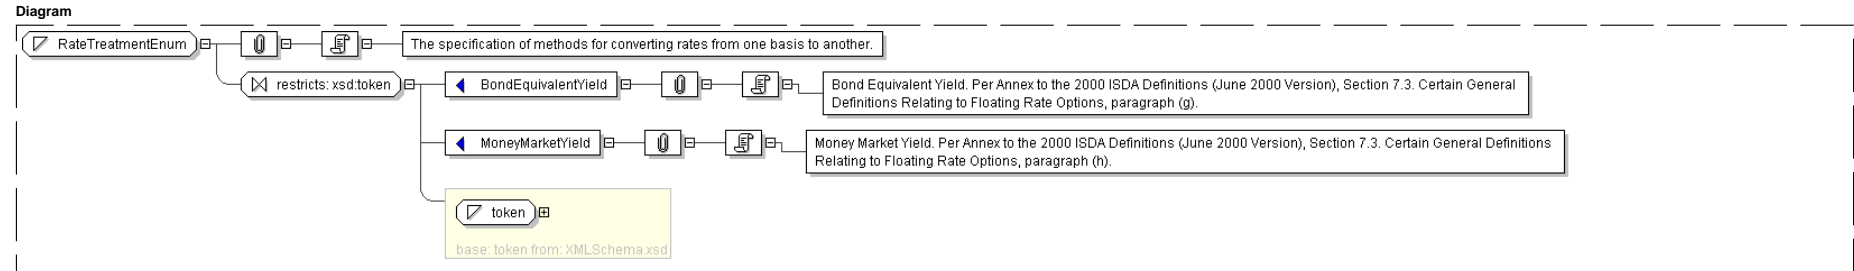 Diagram
RateTreatmentEnum
The specification of methods for converting rates from one basis to another.
restricts: xsd:token
BondEquivalentYield
Bond Equivalent Yield. Per Annex to the 2000 ISDA Definitions (June 2000 Version), Section 7.3. Certain General
Definitions Relating to Floating Rate Options, paragraph (g).
MoneyMarketYield
Money Market Yield. Per Annex to the 2000 ISDA Definitions (June 2000 Version), Section 7.3. Certain General Definitions
Relating to Floating Rate Options, paragraph (h).
token
base: token from: XMLSchema.xsd